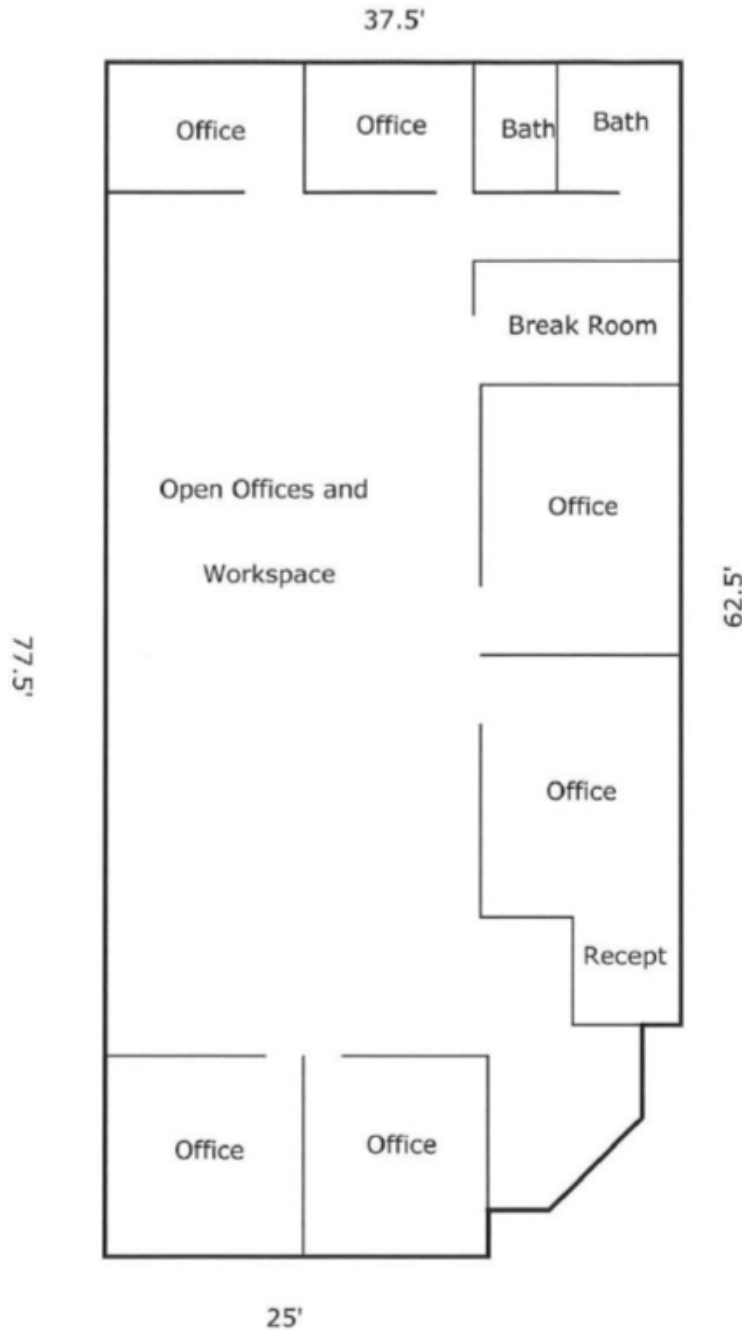 37.5'
Office
Office
Bath
Bath
Break Room
Open Offices and
Workspace
Office
62.5'
77.5'
Office
Recept
Office
Office
25'